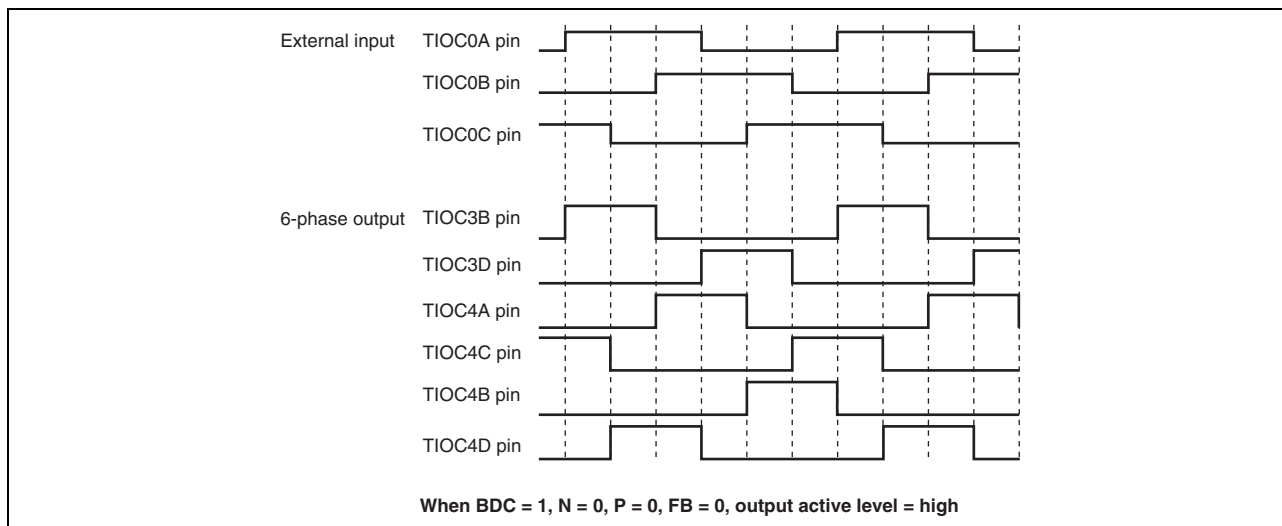 External input TIOC0A pin
TIOC0B pin
TIOC0C pin
6-phase output TIOC3B pin
TIOC3D pin
TIOC4A pin
TIOC4C pin
TIOC4B pin
TIOC4D pin
When BDC = 1, N = 0, P = 0, FB = 0, output active level = high